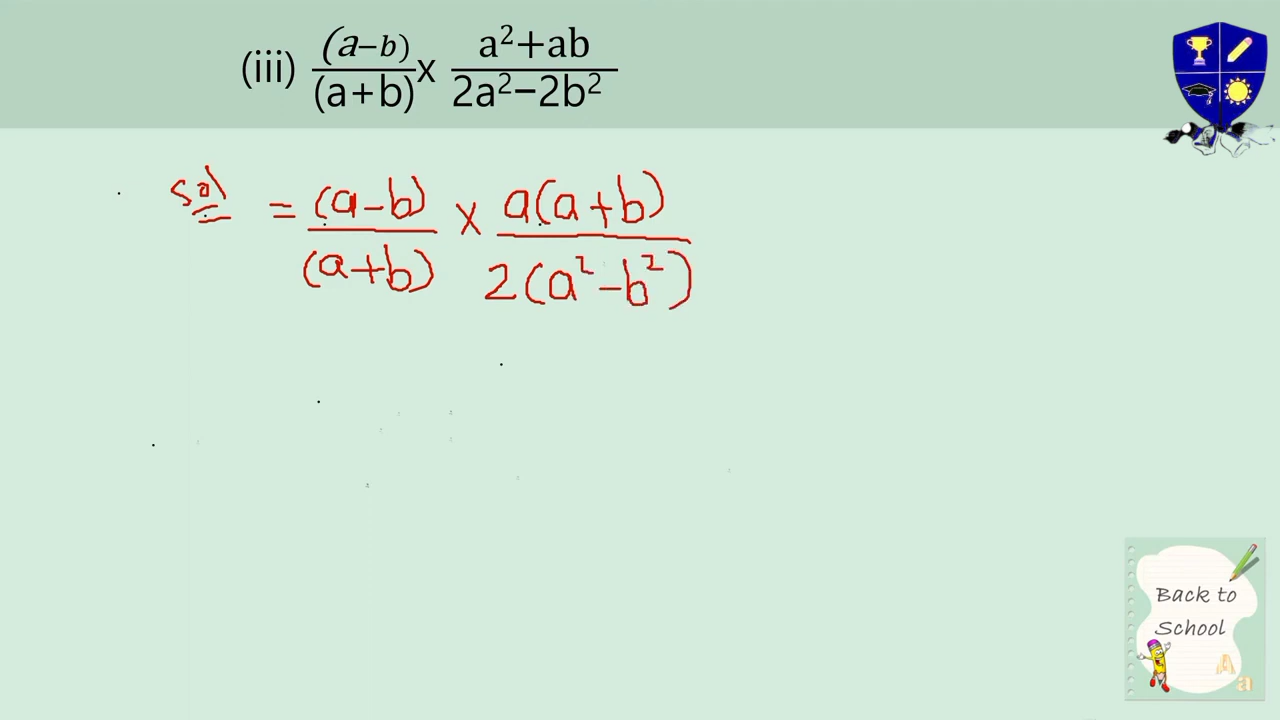 (iii) (a−b)/(a+b) x a²+ab/2a²−2b²
Sol = (a-b)/(a+b) × a(a+b)/2(a²-b²)
Back to
School
A
a